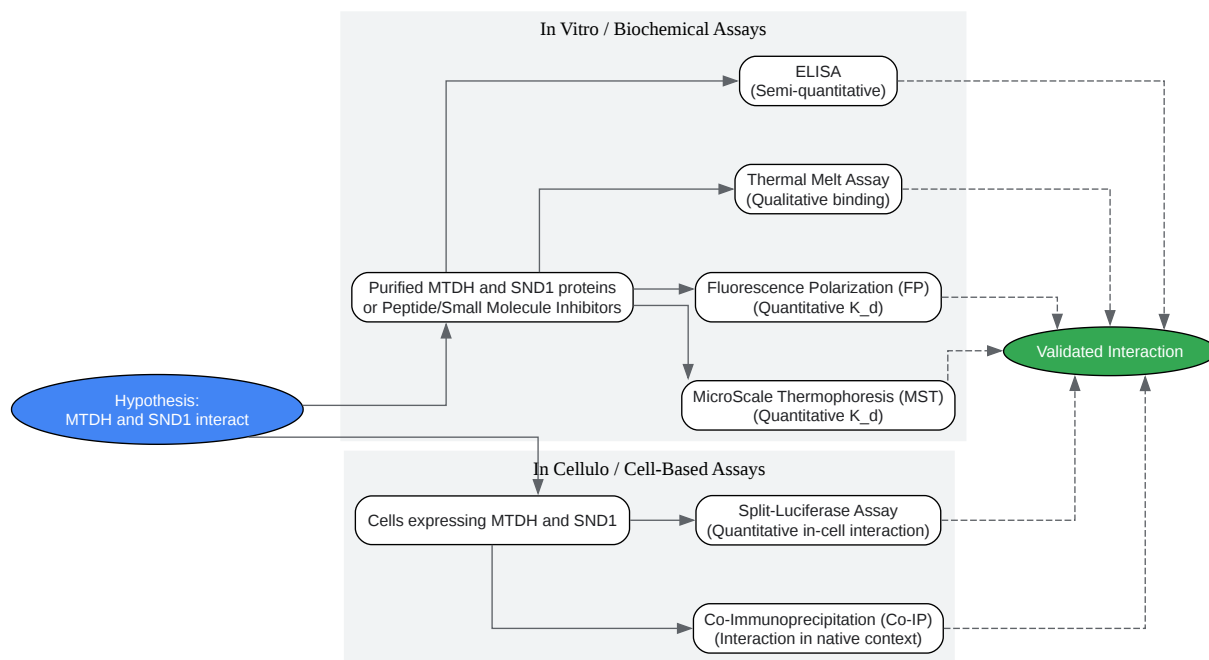 In Vitro / Biochemical Assays
ELISA
(Semi-quantitative)
Thermal Melt Assay
(Qualitative binding)
Purified MTDH and SND1 proteins
or Peptide/Small Molecule Inhibitors
Fluorescence Polarization (FP)
(Quantitative K_d)
Validated Interaction
MicroScale Thermophoresis (MST)
(Quantitative K_d)
Hypothesis:
MTDH and SND1 interact
In Cellulo / Cell-Based Assays
Cells expressing MTDH and SND1
Split-Luciferase Assay
(Quantitative in-cell interaction)
Co-Immunoprecipitation (Co-IP)
(Interaction in native context)